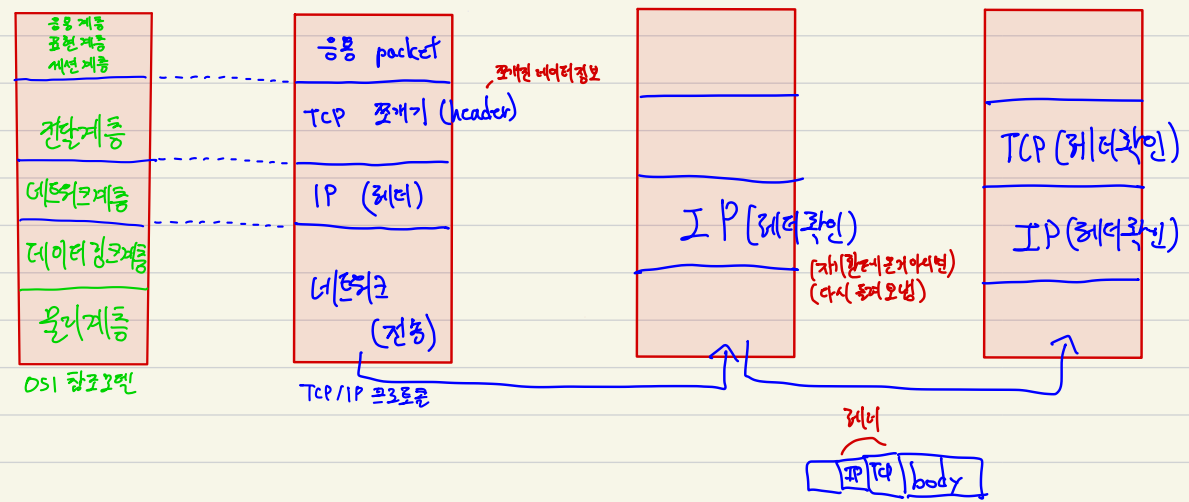 응용 계층
표현 계층
세션 계층
전달계층
네트워크계층
데이터링크계층
물리계층
OSI 참조모델
응용 packet
쪼개진 데이터 정보
TCP 쪼개기 (header)
IP (헤더)
네트워크
(전송)
TCP/IP 프로토콜
IP (헤더확인)
(자기한테 온거 아니면)
(다시 돌려보냄)
TCP (헤더확인)
IP (헤더확인)
헤더
IP TCP body